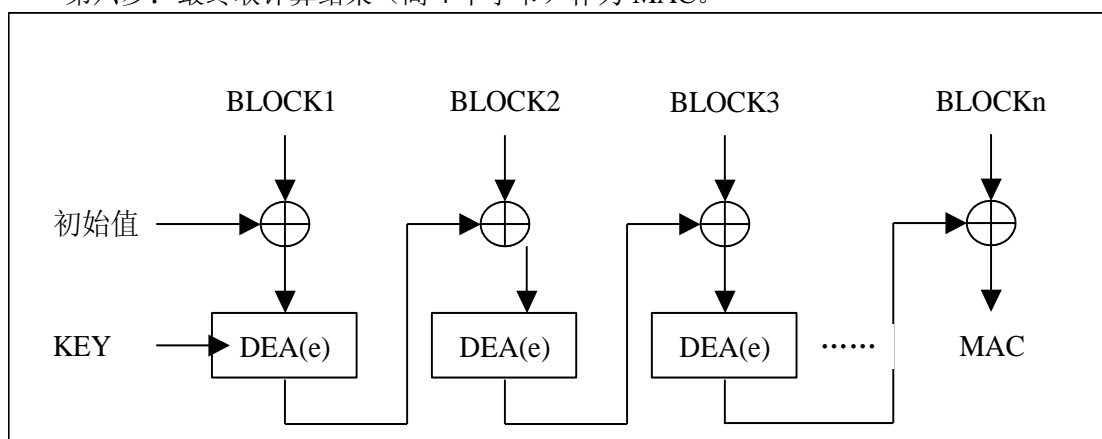 BLOCK1 BLOCK2 BLOCK3 BLOCKn
初始值
KEY DEA(e) DEA(e) DEA(e) …… MAC